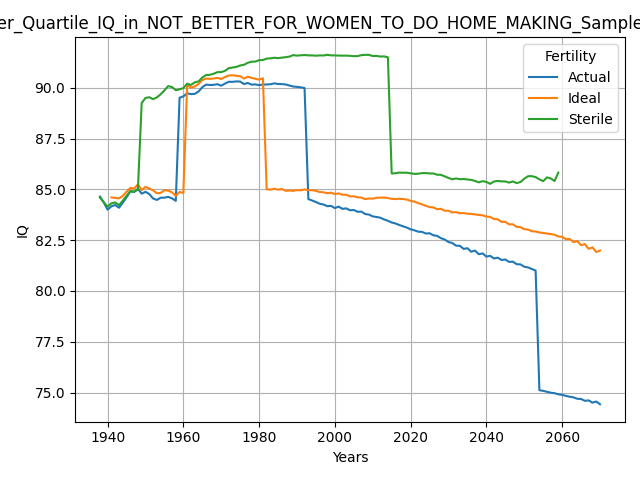 er_Quartile_IQ_in_NOT_BETTER_FOR_WOMEN_TO_DO_HOME_MAKING_Sample
Fertility
Actual
Ideal
Sterile
90.0
87.5
85.0
82.5
80.0
77.5
75.0
IQ
1940 1960 1980 2000 2020 2040 2060
Years